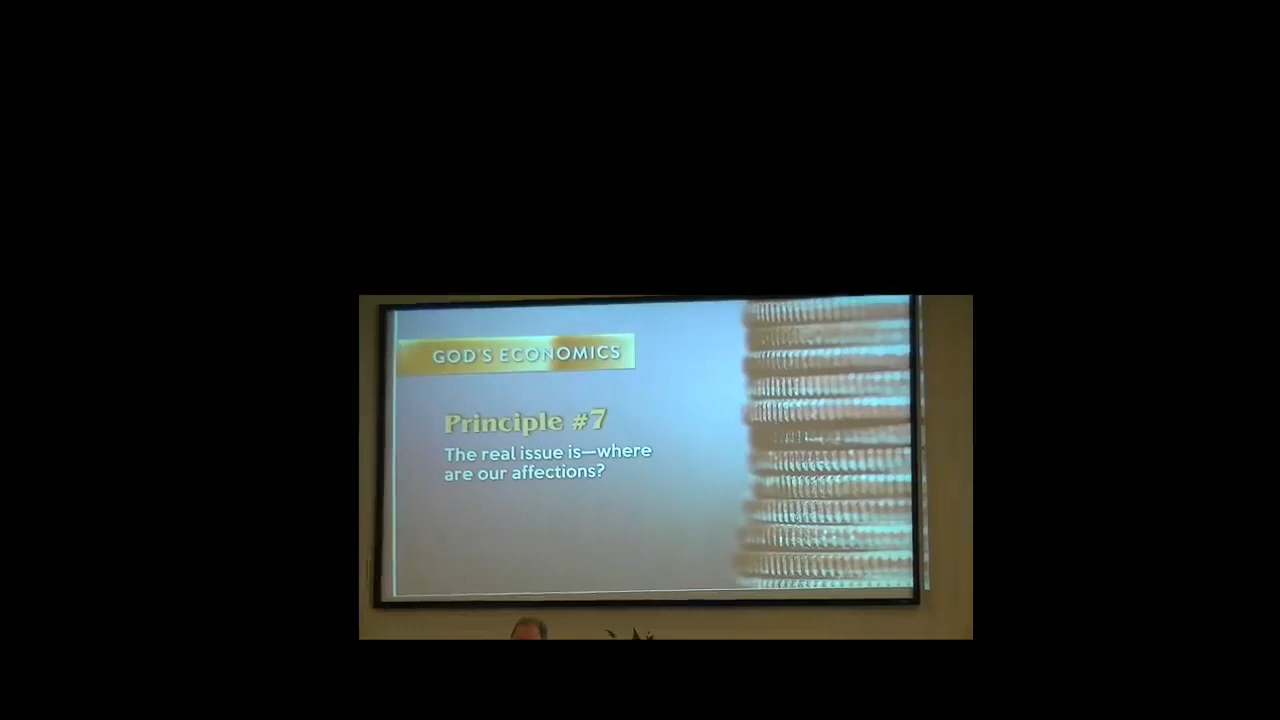 GOD'S ECONOMICS
Principle #7
The real issue is—where
are our affections?